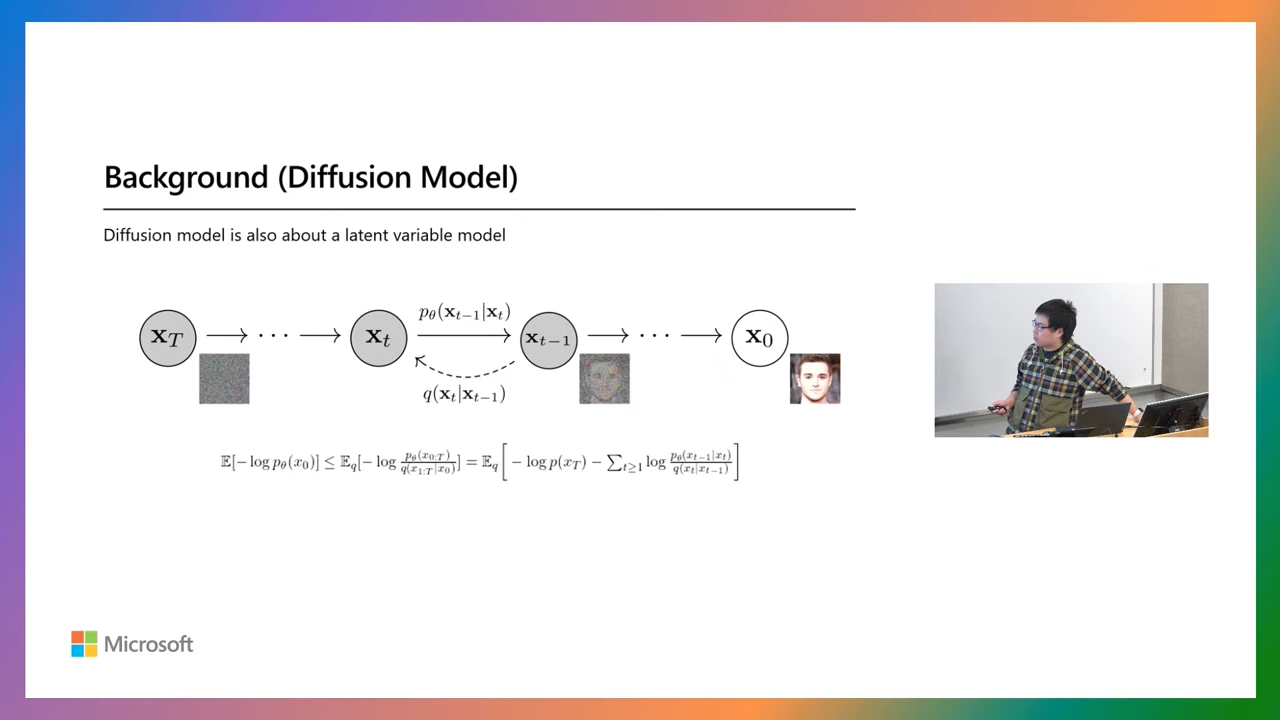 Background (Diffusion Model)
Diffusion model is also about a latent variable model
p_θ(x_{t−1}|x_t)
x_T → ··· → x_t → x_{t−1} → ··· → x_0
q(x_t|x_{t−1})
𝔼[−log p_θ(x_0)] ≤ 𝔼_q[−log p_θ(x_{0:T})/q(x_{1:T}|x_0)] = 𝔼_q[−log p(x_T) − ∑_{t≥1} log p_θ(x_{t−1}|x_t)/q(x_t|x_{t−1})]
Microsoft